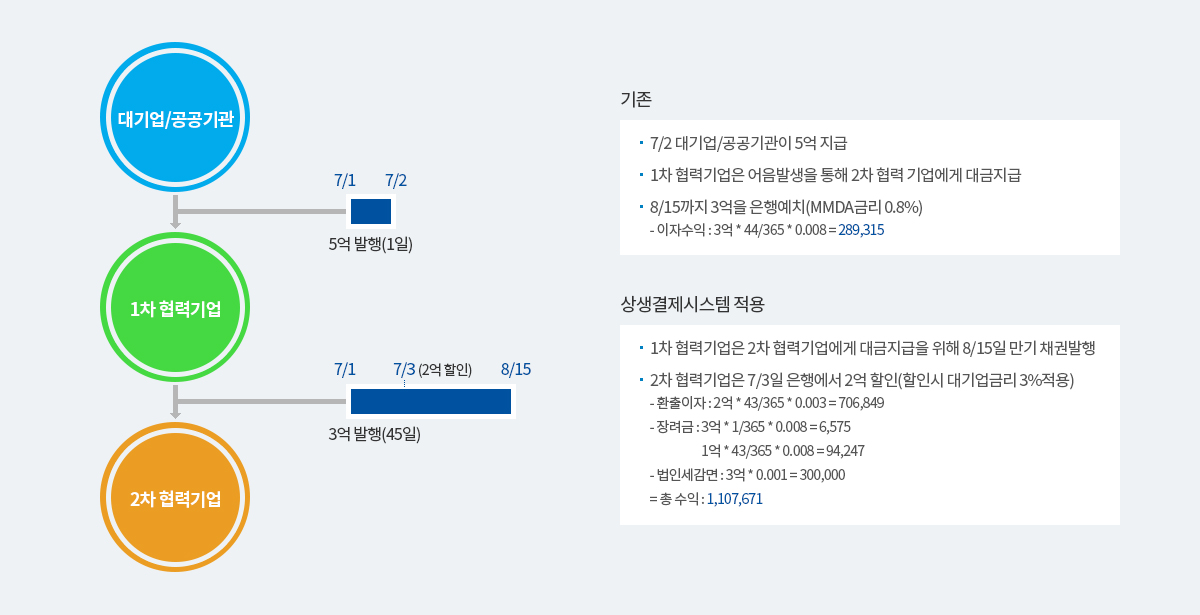 대기업/공공기관
7/1 7/2
5억 발행(1일)
1차 협력기업
7/1 7/3 (2억 할인) 8/15
3억 발행(45일)
2차 협력기업
기존
7/2 대기업/공공기관이 5억 지급
1차 협력기업은 어음발생을 통해 2차 협력 기업에게 대금지급
8/15까지 3억을 은행예치(MMDA금리 0.8%)
- 이자수익 : 3억 * 44/365 * 0.008 = 289,315
상생결제시스템 적용
1차 협력기업은 2차 협력기업에게 대금지급을 위해 8/15일 만기 채권발행
2차 협력기업은 7/3일 은행에서 2억 할인(할인시 대기업금리 3%적용)
- 환출이자 : 2억 * 43/365 * 0.003 = 706,849
- 장려금 : 3억 * 1/365 * 0.008 = 6,575
1억 * 43/365 * 0.008 = 94,247
- 법인세감면 : 3억 * 0.001 = 300,000
= 총 수익 : 1,107,671